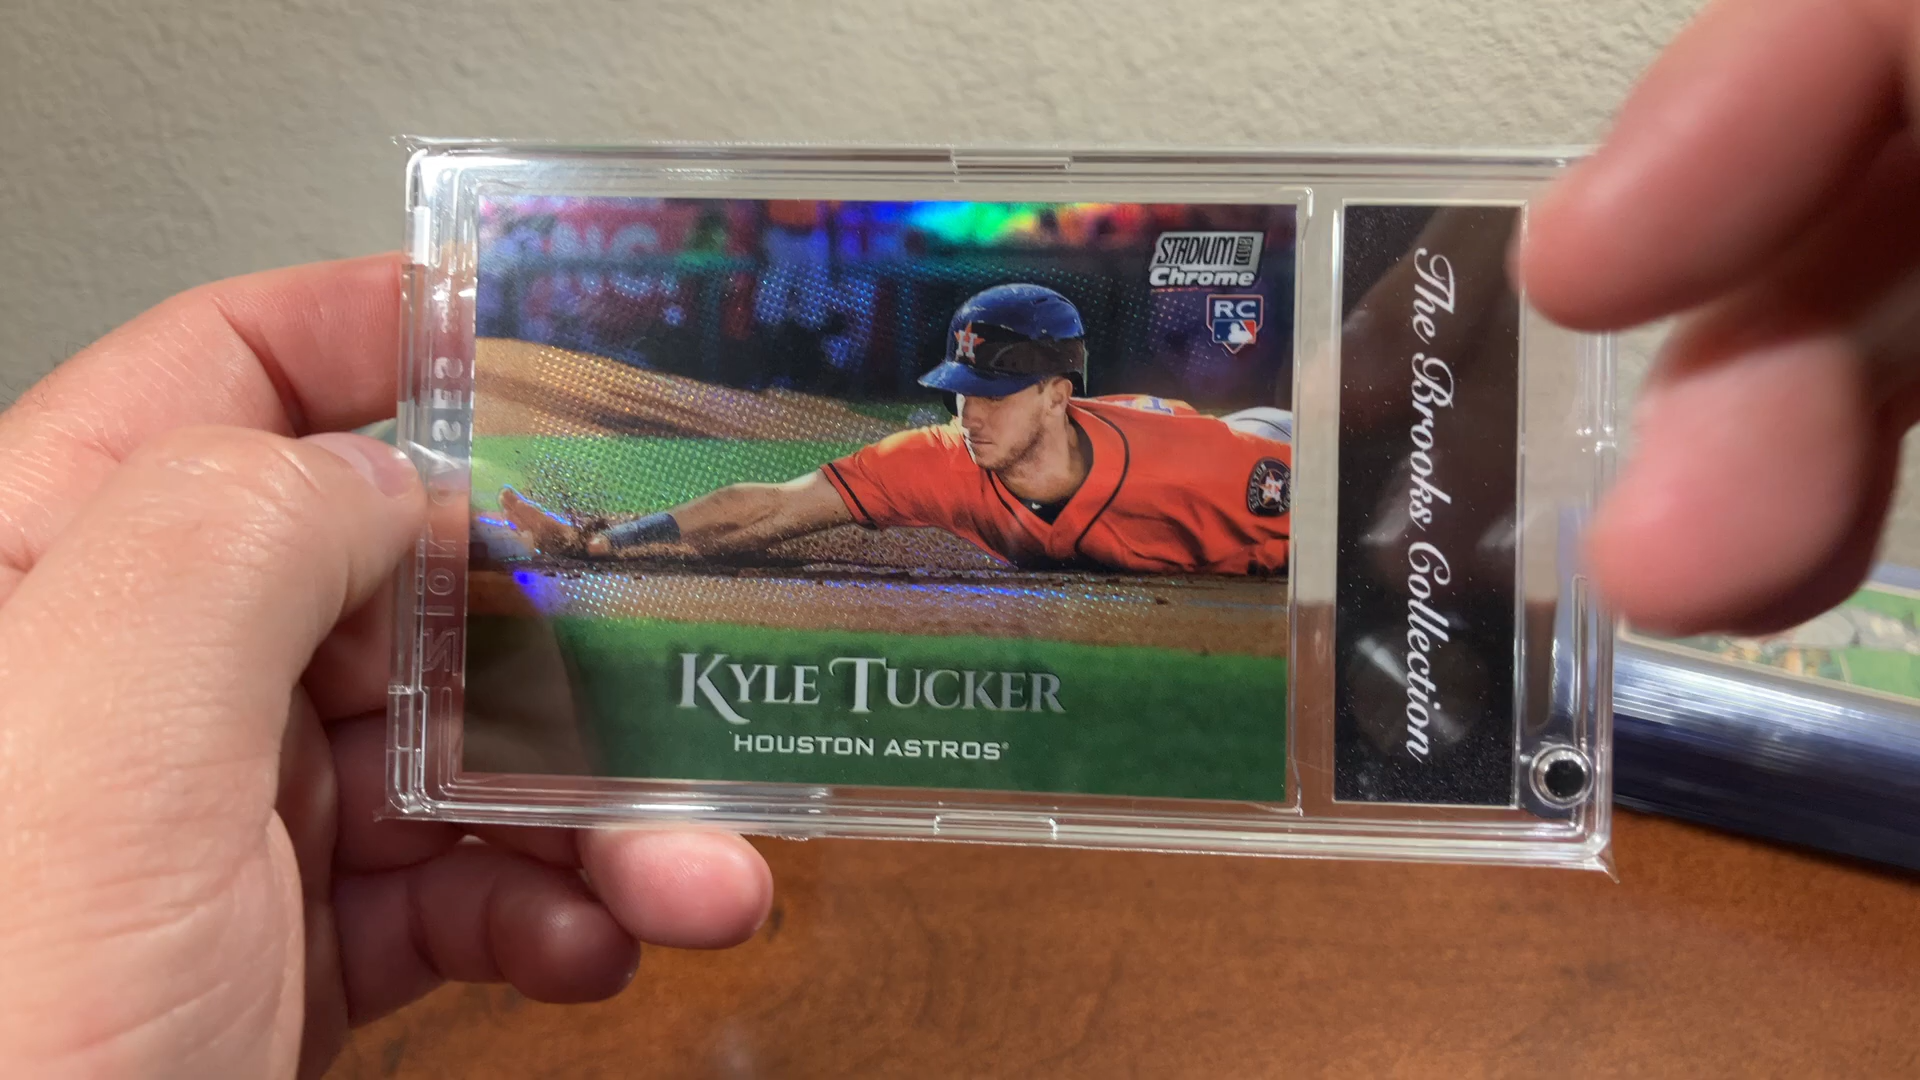 STADIUM CLUB
Chrome
RC
H
KYLE TUCKER
HOUSTON ASTROS
The Brooks Collection